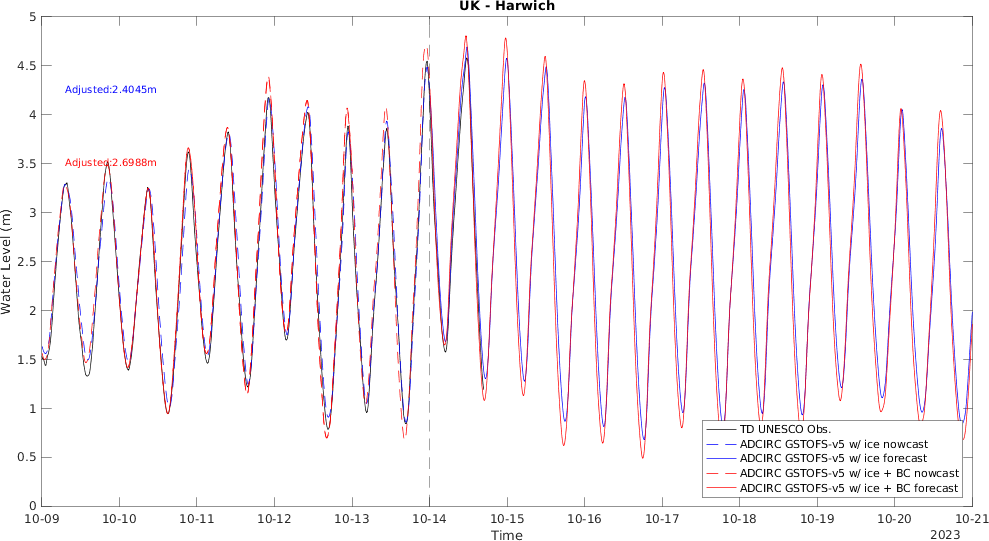 UK - Harwich
5
4.5
4
3.5
3
2.5
2
1.5
1
0.5
0
Water Level (m)
Adjusted:2.4045m
Adjusted:2.6988m
TD UNESCO Obs.
ADCIRC GSTOFS-v5 w/ ice nowcast
ADCIRC GSTOFS-v5 w/ ice forecast
ADCIRC GSTOFS-v5 w/ ice + BC nowcast
ADCIRC GSTOFS-v5 w/ ice + BC forecast
10-09 10-10 10-11 10-12 10-13 10-14 10-15 10-16 10-17 10-18 10-19 10-20 10-21
Time
2023